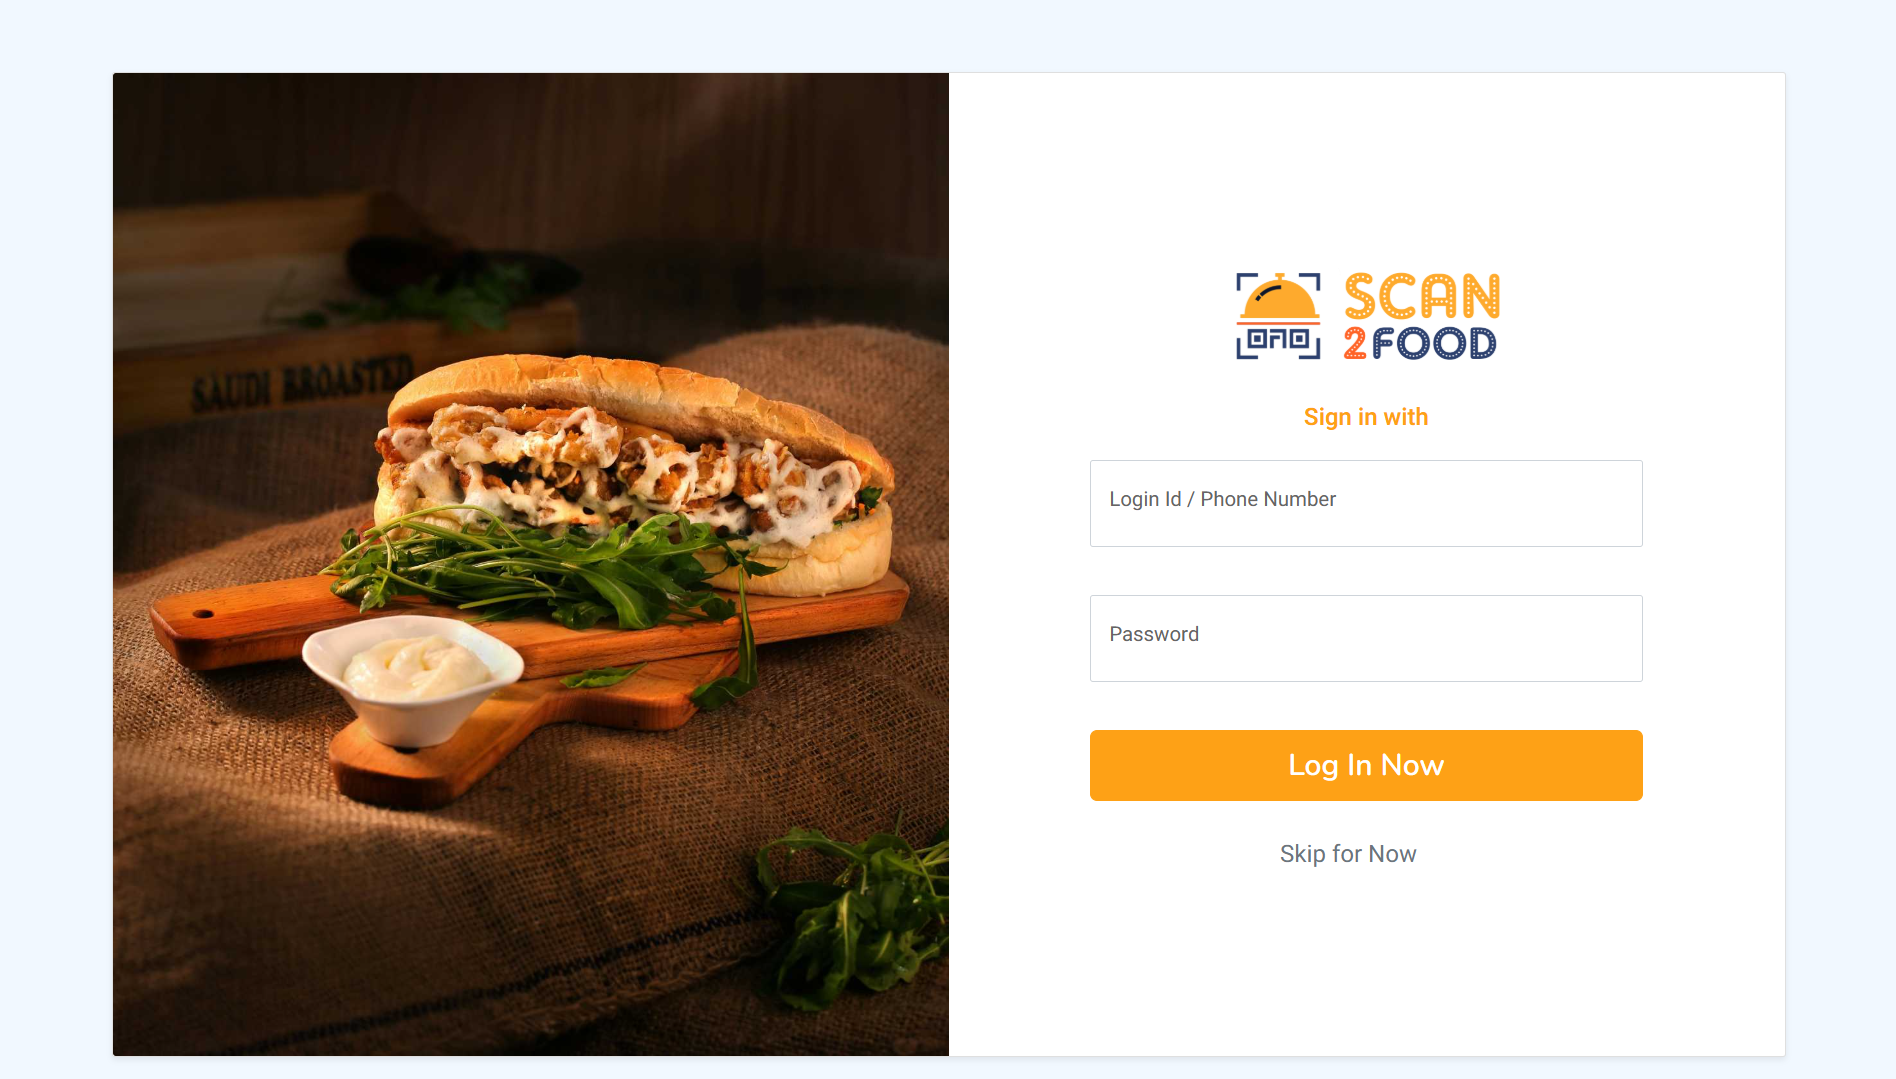 SAUDI BROASTED
SCAN
2FOOD
Sign in with
Login Id / Phone Number
Password
Log In Now
Skip for Now